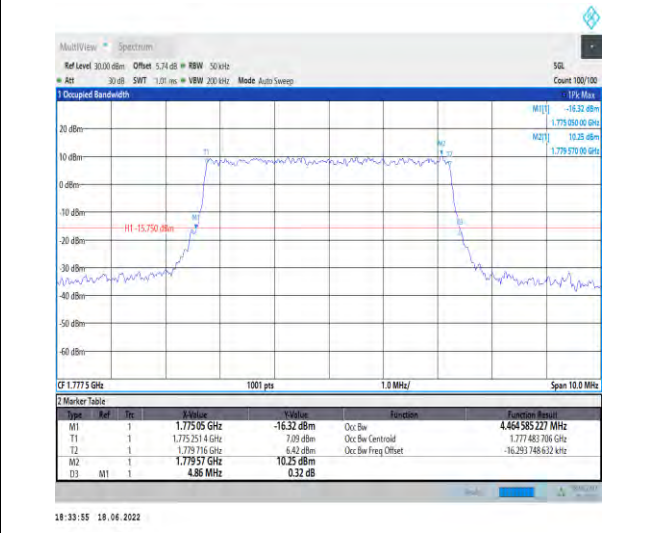 MultiView Spectrum
Ref Level 30.00 dBm Offset 5.74 dB RBW 50 kHz SGL
Att 30 dB SWT 1.01 ms VBW 200 kHz Mode Auto Sweep Count 100/100
1 Occupied Bandwidth 1Pk Max
M1[1] -16.32 dBm
1.775 050 00 GHz
20 dBm
M2[1] 10.25 dBm
1.779 570 00 GHz
M2
T1 T2
10 dBm
0 dBm
-10 dBm
M1
H1 -15.750 dBm
-20 dBm
-30 dBm
-40 dBm
-50 dBm
-60 dBm
CF 1.777 5 GHz 1001 pts 1.0 MHz/ Span 10.0 MHz
2 Marker Table
Type Ref Trc X-Value Y-Value Function Function Result
M1 1 1.775 05 GHz -16.32 dBm Occ Bw 4.464 585 227 MHz
T1 1 1.775 251 4 GHz 7.09 dBm Occ Bw Centroid 1.777 483 706 GHz
T2 1 1.779 716 GHz 6.42 dBm Occ Bw Freq Offset -16.293 748 632 kHz
M2 1 1.779 57 GHz 10.25 dBm
D3 M1 1 4.86 MHz 0.32 dB
18:33:55 18.06.2022